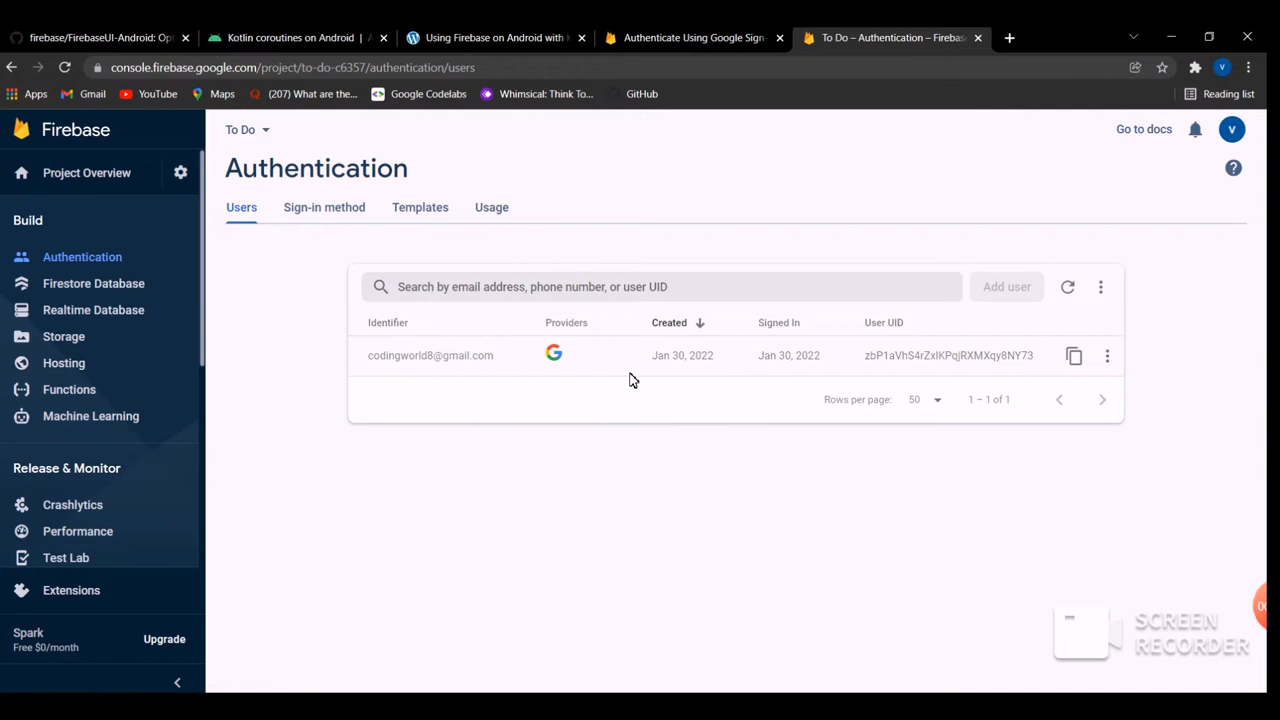 firebase/FirebaseUI-Android: Opt
Kotlin coroutines on Android | A
Using Firebase on Android with K
Authenticate Using Google Sign-
To Do – Authentication – Firebase
console.firebase.google.com/project/to-do-c6357/authentication/users
V
Apps
Gmail
YouTube
Maps
(207) What are the...
Google Codelabs
Whimsical: Think To...
GitHub
Reading list
Firebase
To Do
Go to docs
V
Project Overview
Authentication
Build
Users
Sign-in method
Templates
Usage
Authentication
Firestore Database
Realtime Database
Storage
Hosting
Functions
Machine Learning
Search by email address, phone number, or user UID
Add user
Identifier
Providers
Created
Signed In
User UID
codingworld8@gmail.com
Jan 30, 2022
Jan 30, 2022
zbP1aVhS4rZxIKPqjRXMXqy8NY73
Rows per page:
50
1 – 1 of 1
Release & Monitor
Crashlytics
Performance
Test Lab
Extensions
Spark
Free $0/month
Upgrade
SCREEN
RECORDER